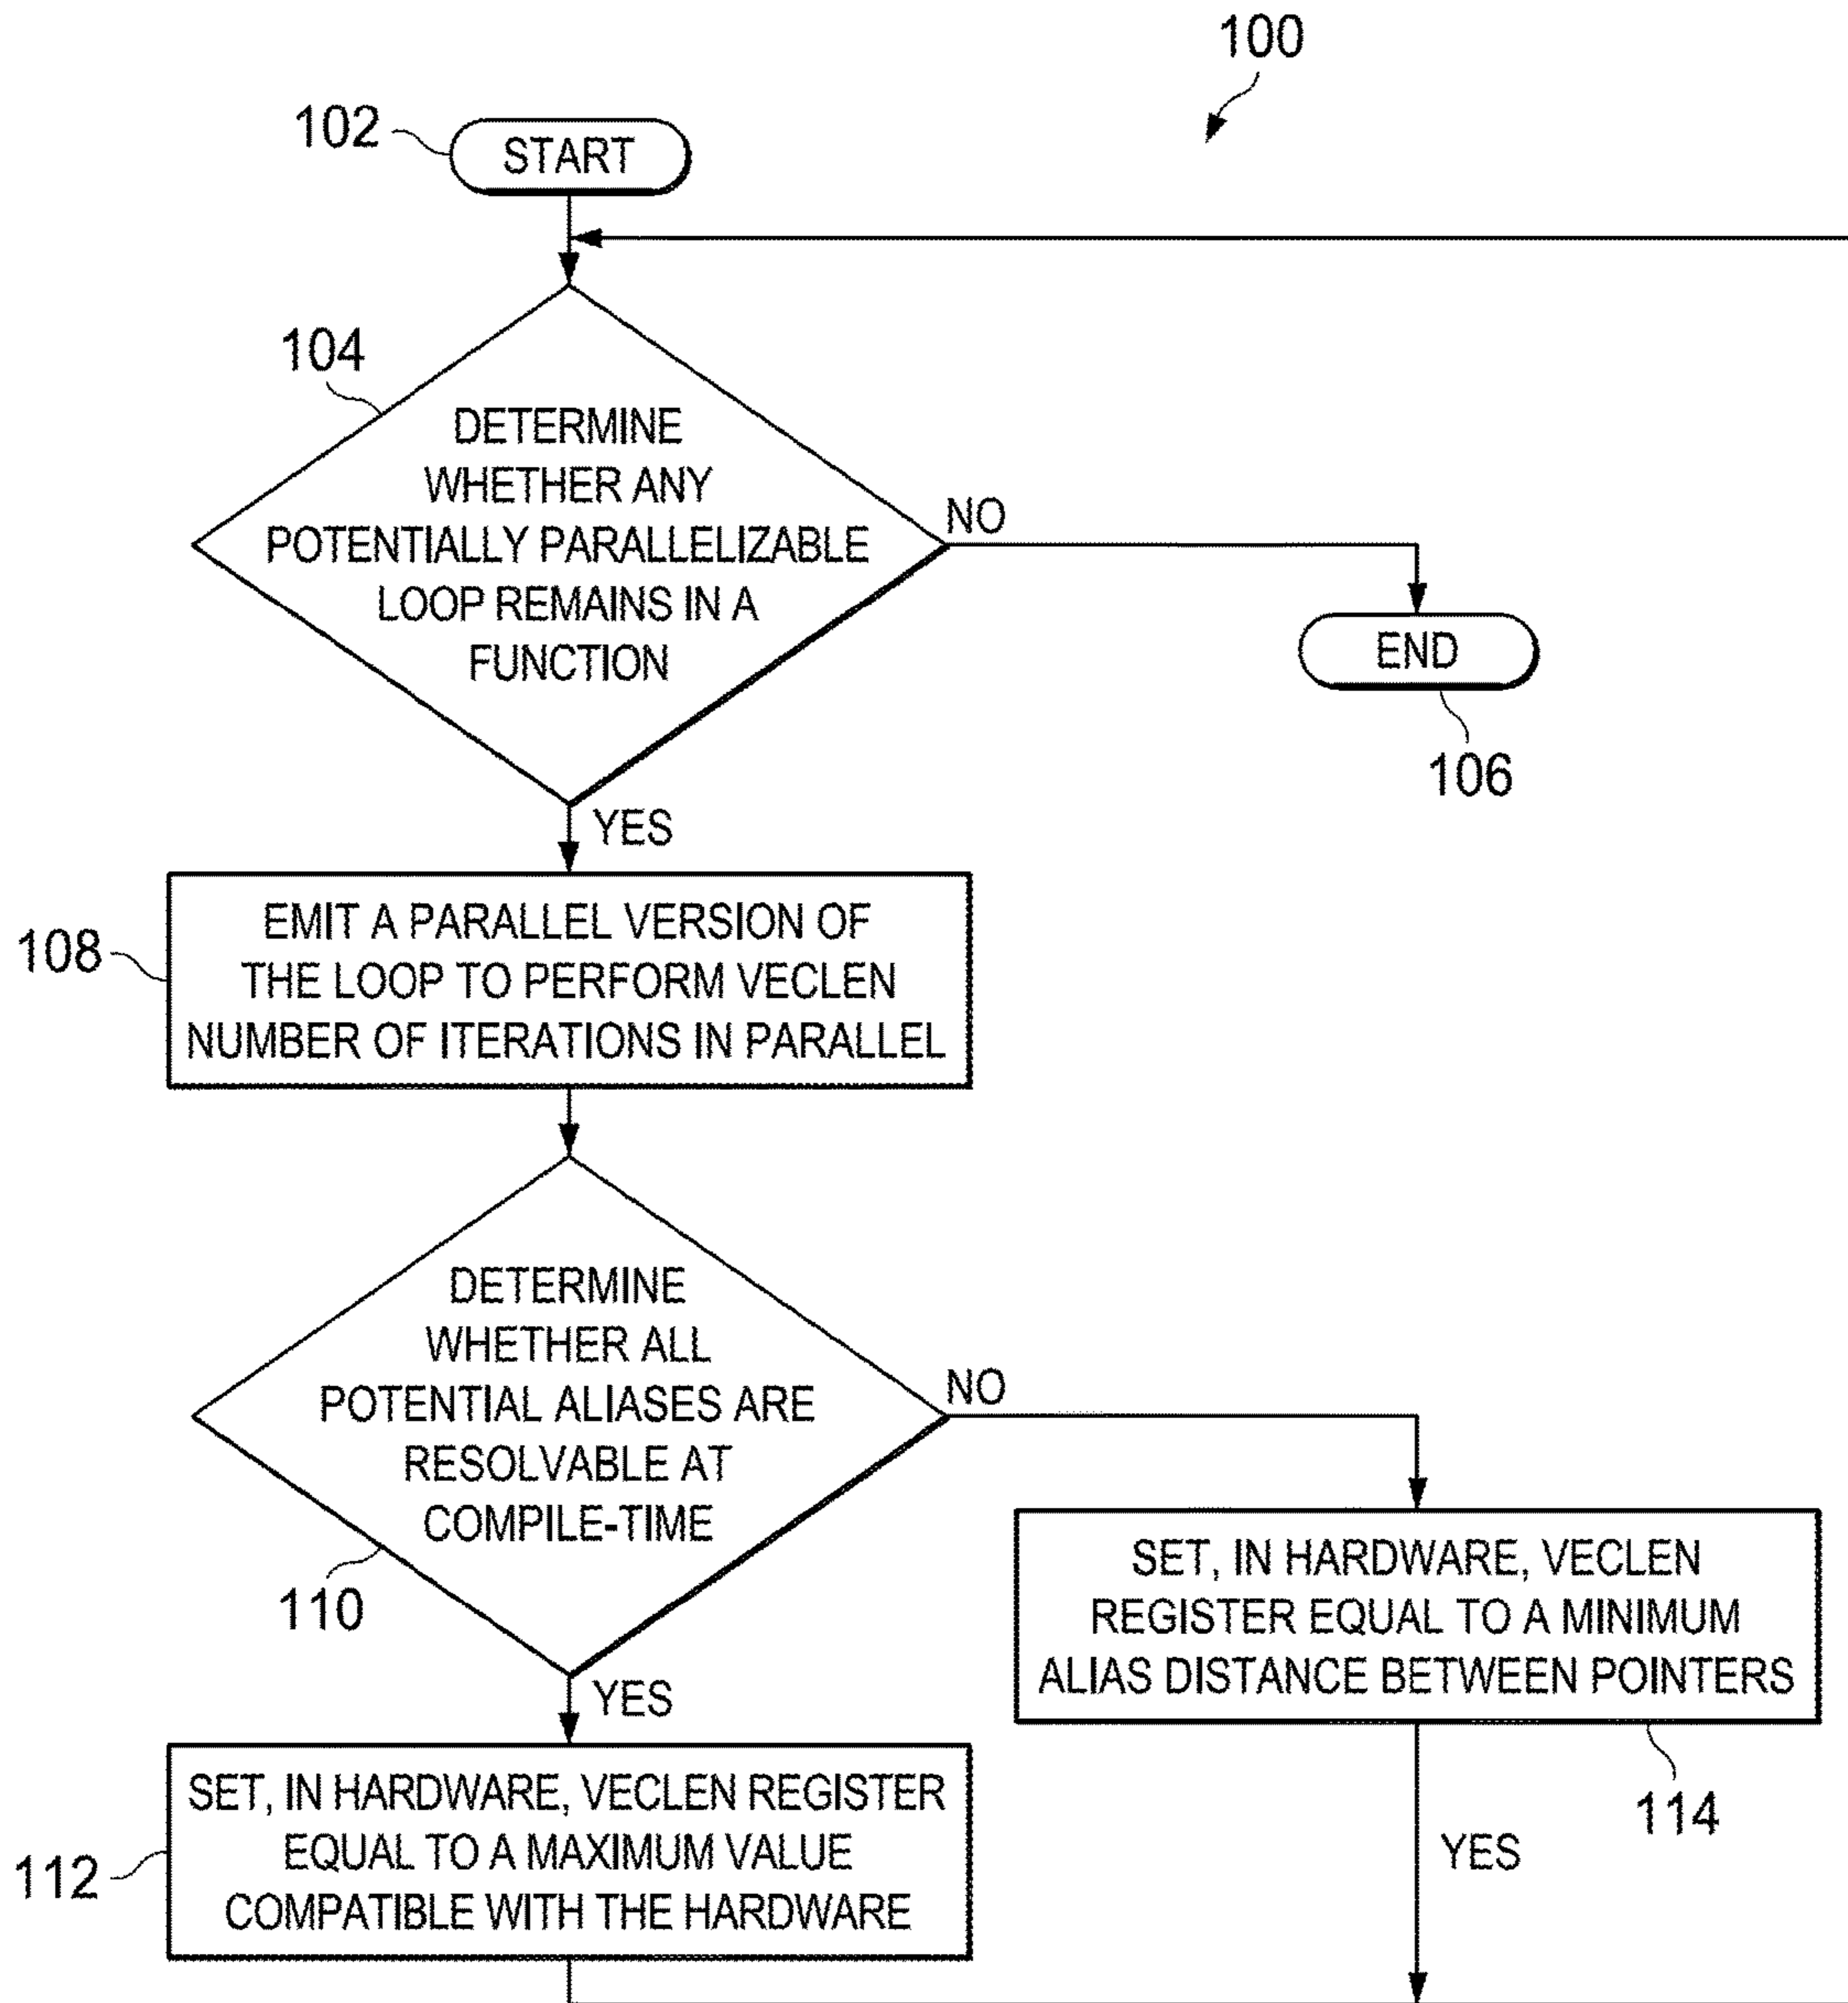 100
102
START
104
DETERMINE
WHETHER ANY
POTENTIALLY PARALLELIZABLE
LOOP REMAINS IN A
FUNCTION
NO
END
106
YES
108
EMIT A PARALLEL VERSION OF
THE LOOP TO PERFORM VECLEN
NUMBER OF ITERATIONS IN PARALLEL
DETERMINE
WHETHER ALL
POTENTIAL ALIASES ARE
RESOLVABLE AT
COMPILE-TIME
110
NO
SET, IN HARDWARE, VECLEN
REGISTER EQUAL TO A MINIMUM
ALIAS DISTANCE BETWEEN POINTERS
114
YES
YES
112
SET, IN HARDWARE, VECLEN REGISTER
EQUAL TO A MAXIMUM VALUE
COMPATIBLE WITH THE HARDWARE